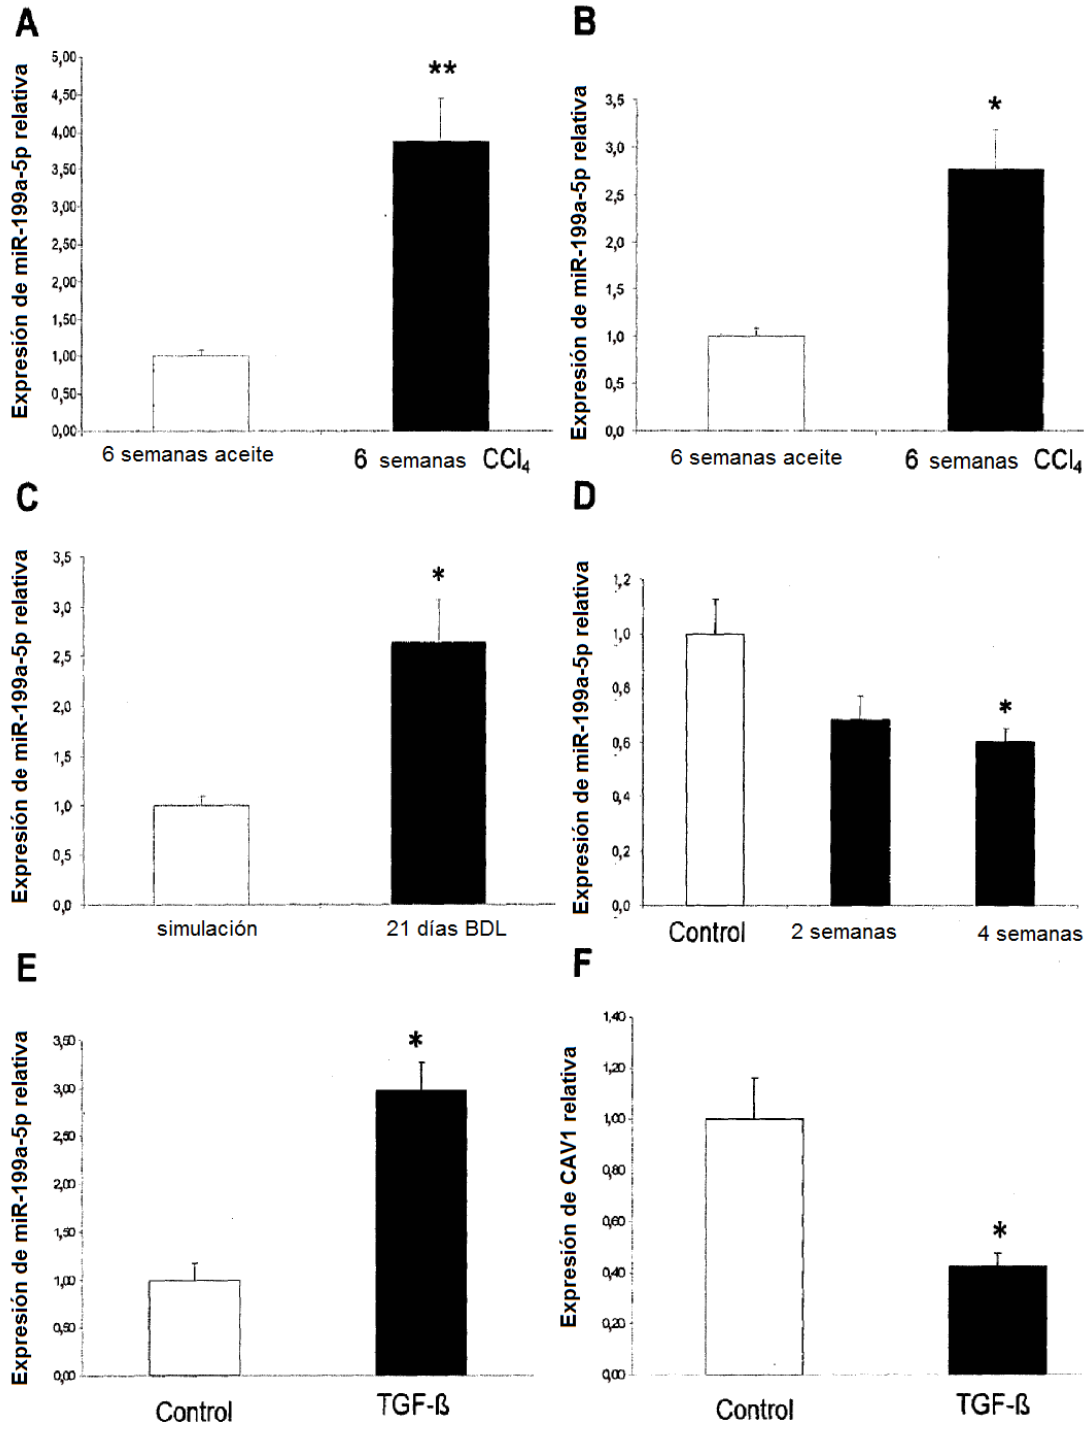 A
Expresión de miR-199a-5p relativa
5,00
4,50
4,00
3,50
3,00
2,50
2,00
1,50
1,00
0,50
0,00
**
6 semanas aceite
6 semanas CCl₄
B
Expresión de miR-199a-5p relativa
3,5
3,0
2,5
2,0
1,5
1,0
0,5
0,0
*
6 semanas aceite
6 semanas CCl₄
C
Expresión de miR-199a-5p relativa
3,5
3,0
2,5
2,0
1,5
1,0
0,5
0,0
*
simulación
21 días BDL
D
Expresión de miR-199a-5p relativa
1,2
1,0
0,8
0,6
0,4
0,2
0,0
*
Control
2 semanas
4 semanas
E
Expresión de miR-199a-5p relativa
3,50
3,00
2,50
2,00
1,50
1,00
0,50
0,00
*
Control
TGF-ß
F
Expresión de CAV1 relativa
1,40
1,20
1,00
0,80
0,60
0,40
0,20
0,00
*
Control
TGF-ß